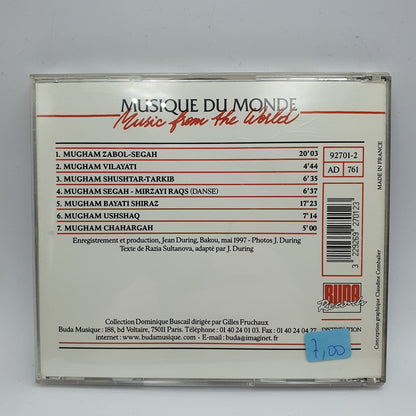 MUSIQUE DU MONDE
Music from the World
1. MUGHAM ZABOL-SEGAH 20'03
2. MUGHAM VILAYATI 4'44
3. MUGHAM SHUSHTAR-TARKIB 6'35
4. MUGHAM SEGAH - MIRZAYI RAQS (DANSE) 6'37
5. MUGHAM BAYATI SHIRAZ 17'23
6. MUGHAM USHSHAQ 7'14
7. MUGHAM CHAHARGAH 5'00
Enregistrement et production, Jean During, Bakou, mai 1997 - Photos J. During
Texte de Razia Sultanova, adapté par J. During
92701-2
AD 761
3 229269 270123
MADE IN FRANCE
BUDA
Records
Conception graphique Claudine Combalier
Collection Dominique Buscail dirigée par Gilles Fruchaux
Buda Musique : 188, bd Voltaire, 75011 Paris. Téléphone : 01 40 24 01 03. Fax : 01 40 24 04 27
internet : www.budamusique.com - E-mail : buda@imaginet.fr
7,00